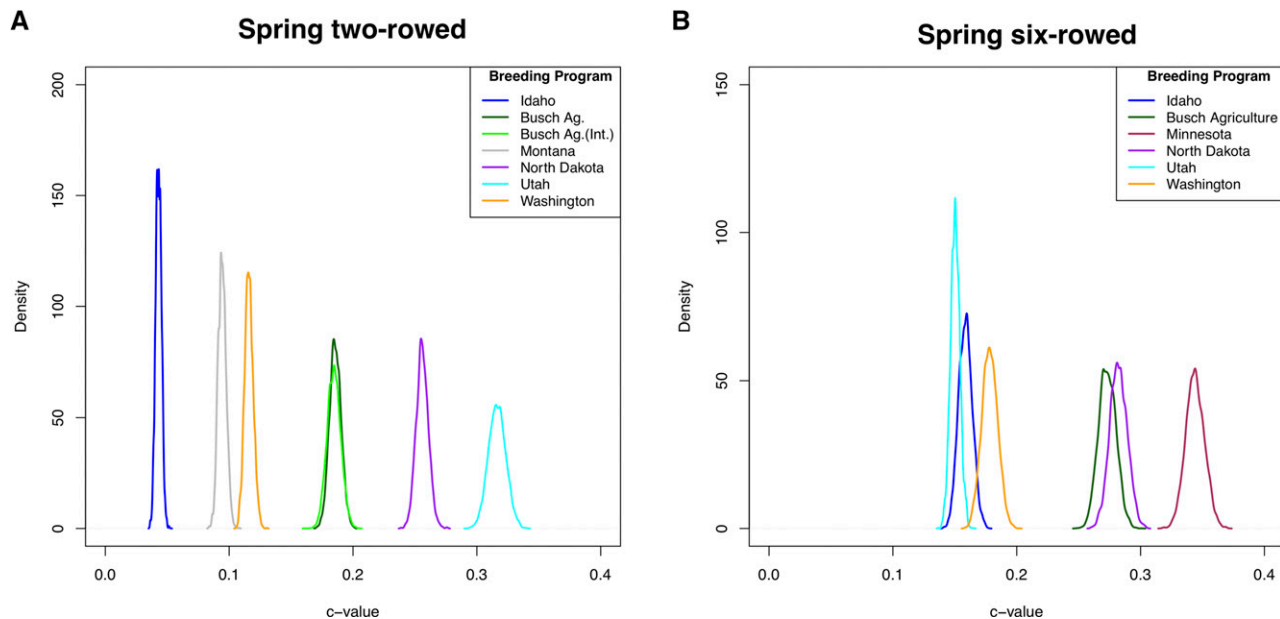 A
Spring two-rowed
Breeding Program
Idaho
Busch Ag.
Busch Ag.(Int.)
Montana
North Dakota
Utah
Washington
200
150
100
50
0
Density
0.0 0.1 0.2 0.3 0.4
c-value
B
Spring six-rowed
Breeding Program
Idaho
Busch Agriculture
Minnesota
North Dakota
Utah
Washington
150
100
50
0
Density
0.0 0.1 0.2 0.3 0.4
c-value